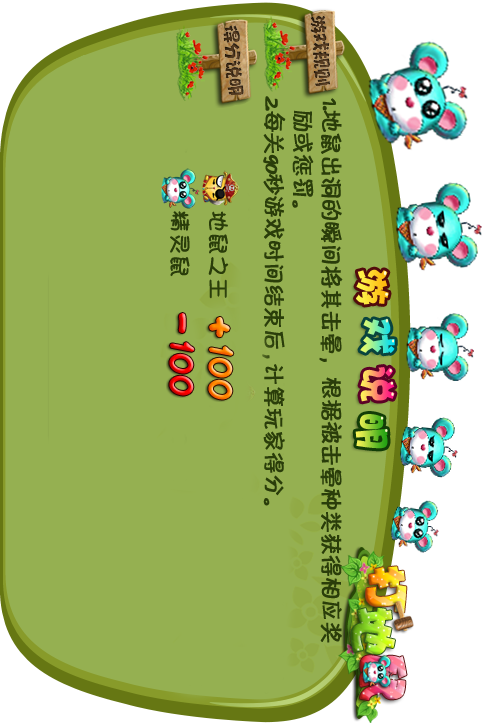 打地鼠
游戏说明
游戏规则
1.地鼠出洞的瞬间将其击晕，根据被击晕种类获得相应奖
励或惩罚。
2.每关90秒游戏时间结束后,计算玩家得分。
得分说明
地鼠之王 +100
精灵鼠 -100